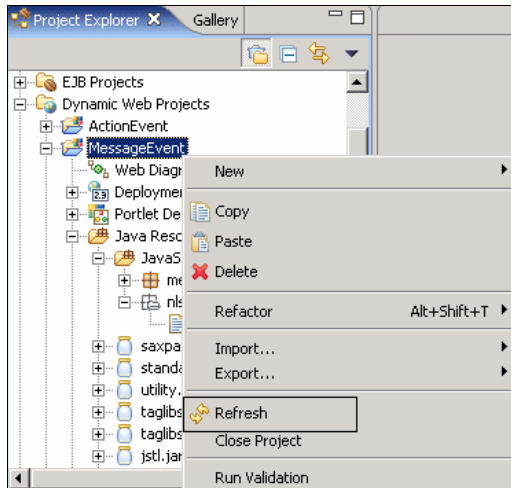 Project Explorer Gallery
EJB Projects
Dynamic Web Projects
ActionEvent
MessageEvent
Web Diagr
New
Deployme
Copy
Portlet De
Java Resc
Paste
JavaS
Delete
me
nls
Refactor Alt+Shift+T
saxpa
Import...
standa
Export...
utility.
taglibs
Refresh
taglibs
Close Project
jstl.jar
Run Validation